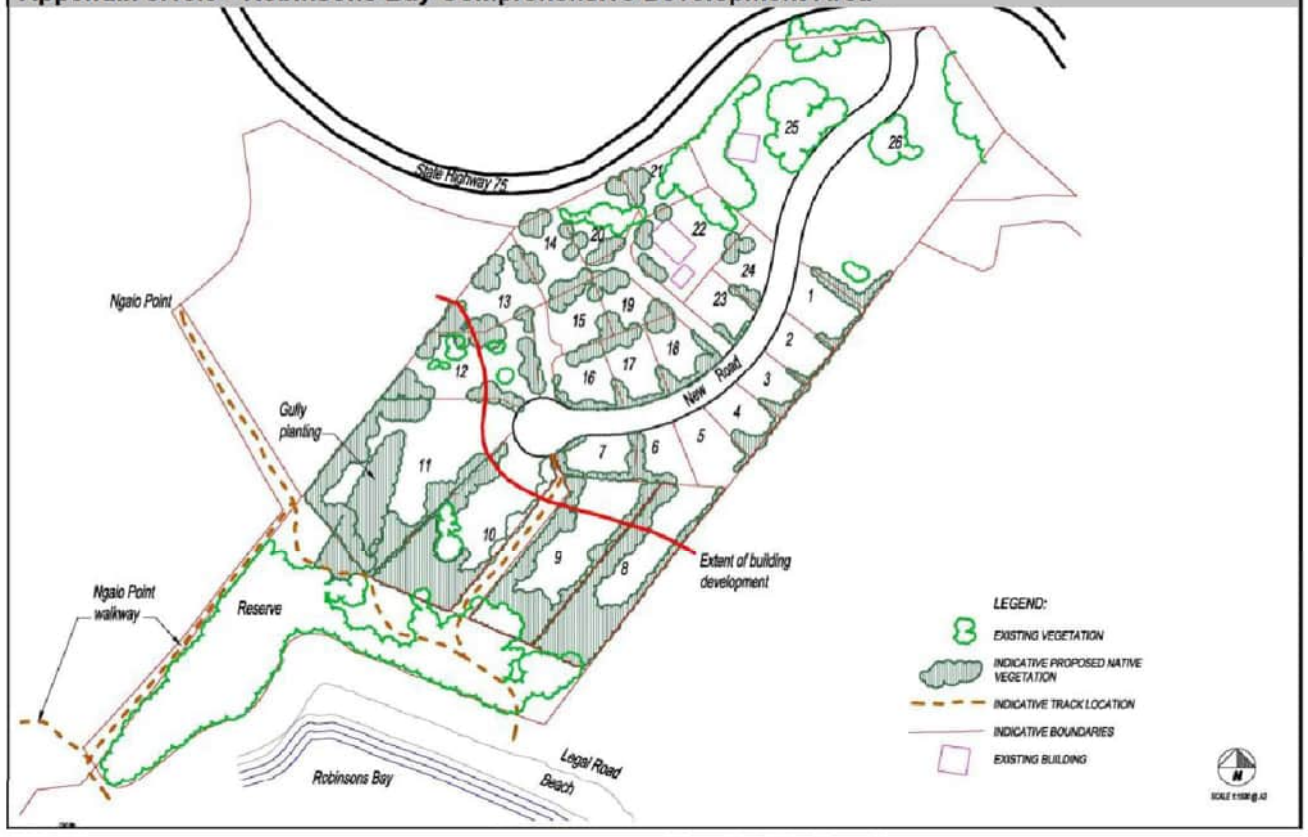 State Highway 75
Ngaio Point
21
25
26
14
20
22
24
13
19
23
1
15
2
12
17
18
16
New Road
3
4
Gully
planting
11
7
6
5
10
9
8
Extent of building
development
Ngaio Point
walkway
Reserve
LEGEND:
EXISTING VEGETATION
INDICATIVE PROPOSED NATIVE
VEGETATION
INDICATIVE TRACK LOCATION
INDICATIVE BOUNDARIES
EXISTING BUILDING
Legal Road
Beach
Robinsons Bay
N